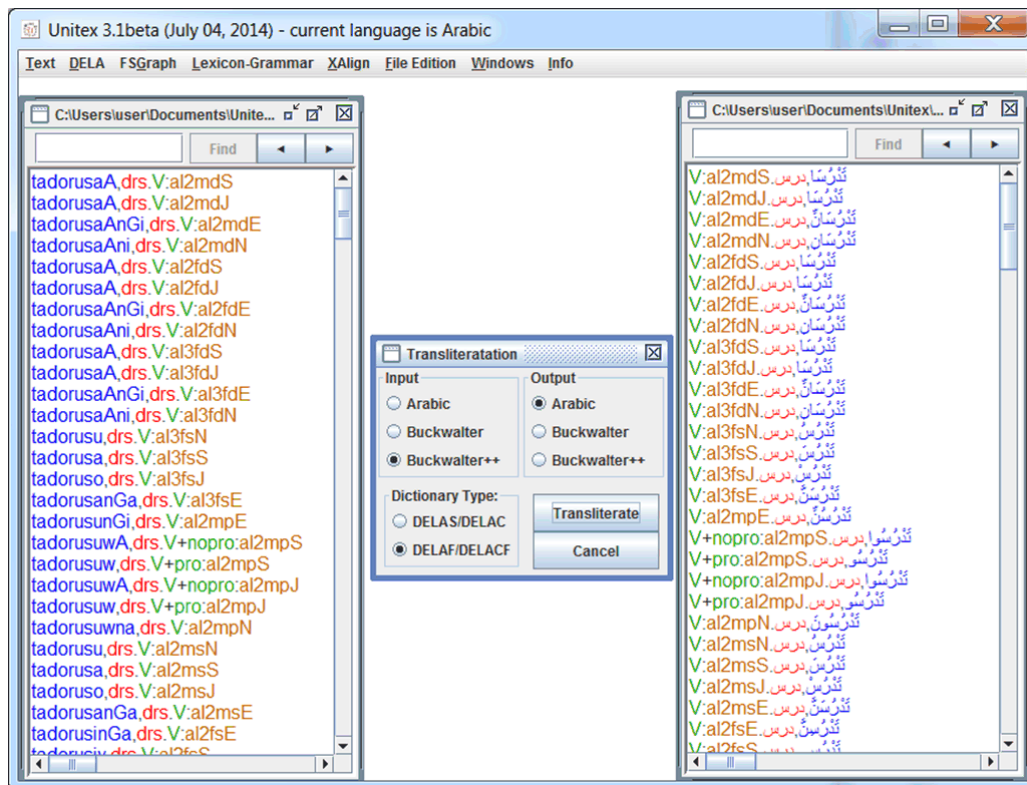 Unitex 3.1beta (July 04, 2014) - current language is Arabic
Text DELA FSGraph Lexicon-Grammar XAlign File Edition Windows Info
C:\Users\user\Documents\Unite...
Find
tadorusaA,drs.V:al2mdS
tadorusaA,drs.V:al2mdJ
tadorusaAnGi,drs.V:al2mdE
tadorusaAni,drs.V:al2mdN
tadorusaA,drs.V:al2fdS
tadorusaA,drs.V:al2fdJ
tadorusaAnGi,drs.V:al2fdE
tadorusaAni,drs.V:al2fdN
tadorusaA,drs.V:al3fdS
tadorusaA,drs.V:al3fdJ
tadorusaAnGi,drs.V:al3fdE
tadorusaAni,drs.V:al3fdN
tadorusu,drs.V:al3fsN
tadorusa,drs.V:al3fsS
tadoruso,drs.V:al3fsJ
tadorusanGa,drs.V:al3fsE
tadorusunGi,drs.V:al2mpE
tadorusuwA,drs.V+nopro:al2mpS
tadorusuw,drs.V+pro:al2mpS
tadorusuwA,drs.V+nopro:al2mpJ
tadorusuw,drs.V+pro:al2mpJ
tadorusuwna,drs.V:al2mpN
tadorusu,drs.V:al2msN
tadorusa,drs.V:al2msS
tadoruso,drs.V:al2msJ
tadorusanGa,drs.V:al2msE
tadorusinGa,drs.V:al2fsE
tadorusiy,drs.V:al2fsS
Transliteratation
Input
Arabic
Buckwalter
Buckwalter++
Output
Arabic
Buckwalter
Buckwalter++
Dictionary Type:
DELAS/DELAC
DELAF/DELACF
Transliterate
Cancel
C:\Users\user\Documents\Unitex\...
Find
تَدْرُسَا,درس.V:al2mdS
تَدْرُسَا,درس.V:al2mdJ
تَدْرُسَانِّ,درس.V:al2mdE
تَدْرُسَانِ,درس.V:al2mdN
تَدْرُسَا,درس.V:al2fdS
تَدْرُسَا,درس.V:al2fdJ
تَدْرُسَانِّ,درس.V:al2fdE
تَدْرُسَانِ,درس.V:al2fdN
تَدْرُسَا,درس.V:al3fdS
تَدْرُسَا,درس.V:al3fdJ
تَدْرُسَانِّ,درس.V:al3fdE
تَدْرُسَانِ,درس.V:al3fdN
تَدْرُسُ,درس.V:al3fsN
تَدْرُسَ,درس.V:al3fsS
تَدْرُسْ,درس.V:al3fsJ
تَدْرُسَنَّ,درس.V:al3fsE
تَدْرُسُنِّ,درس.V:al2mpE
تَدْرُسُوا,درس.V+nopro:al2mpS
تَدْرُسُو,درس.V+pro:al2mpS
تَدْرُسُوا,درس.V+nopro:al2mpJ
تَدْرُسُو,درس.V+pro:al2mpJ
تَدْرُسُونَ,درس.V:al2mpN
تَدْرُسُ,درس.V:al2msN
تَدْرُسَ,درس.V:al2msS
تَدْرُسْ,درس.V:al2msJ
تَدْرُسَنَّ,درس.V:al2msE
تَدْرُسِنَّ,درس.V:al2fsE
V:al2fsS